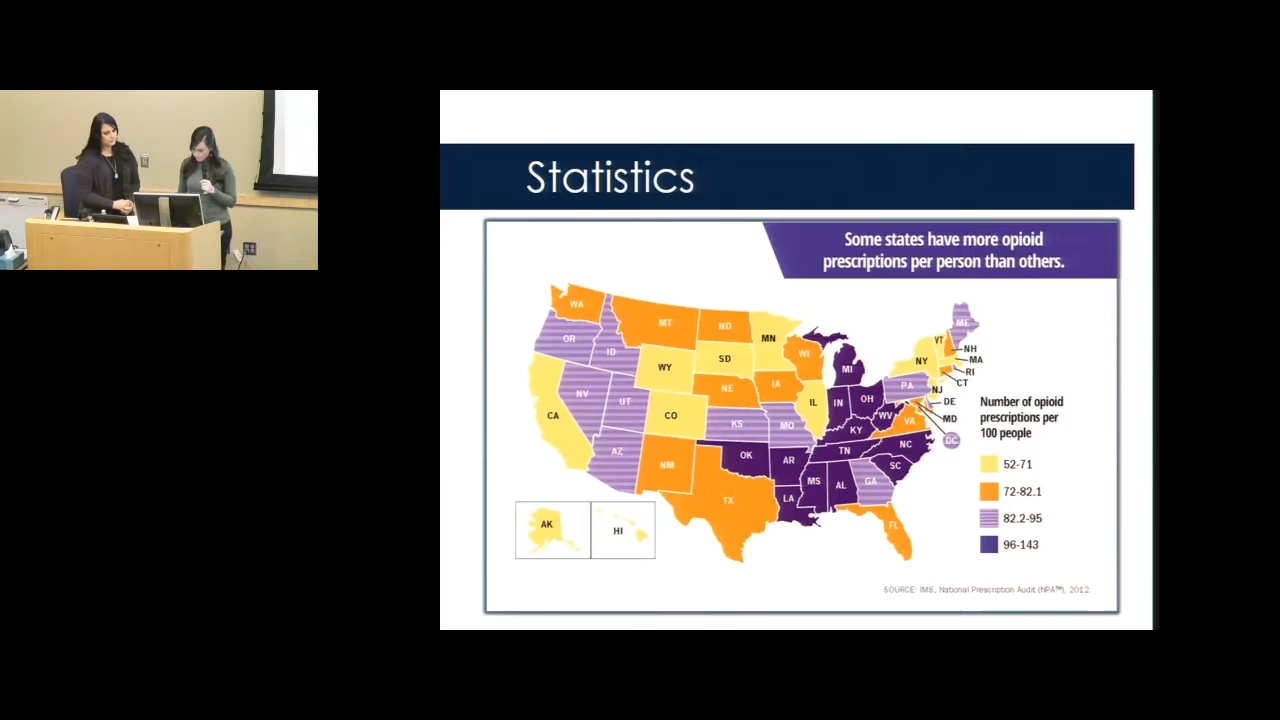 Statistics
Some states have more opioid
prescriptions per person than others.
WA
MT
ND
MN
OR
ID
WY
SD
WI
MI
NY
VT
ME
NH
MA
RI
CT
NJ
DE
MD
DC
PA
NV
UT
CO
NE
IA
IL
IN
OH
WV
VA
CA
KS
MO
KY
NC
AZ
NM
OK
AR
TN
SC
TX
LA
MS
AL
GA
FL
AK
HI
Number of opioid
prescriptions per
100 people
52-71
72-82.1
82.2-95
96-143
SOURCE: IMS, National Prescription Audit (NPA™), 2012.